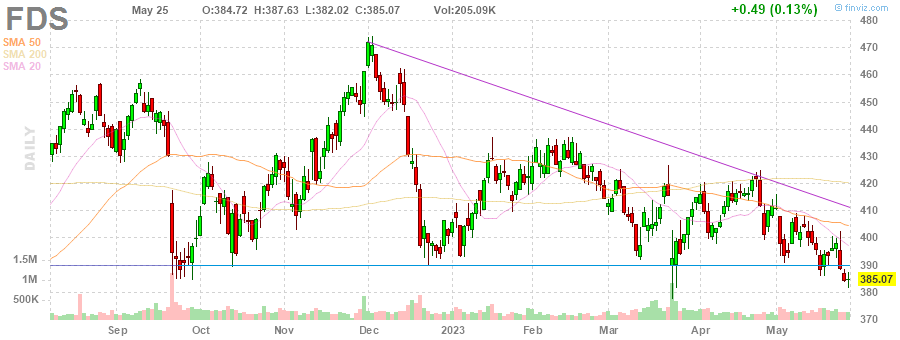 FDS
May 25 O:384.72 H:387.63 L:382.02 C:385.07 Vol:205.09K +0.49 (0.13%)
© finviz.com
SMA 50
SMA 200
SMA 20
DAILY
480
470
460
450
440
430
420
410
400
390
385.07
380
370
1.5M
1M
500K
Sep Oct Nov Dec 2023 Feb Mar Apr May